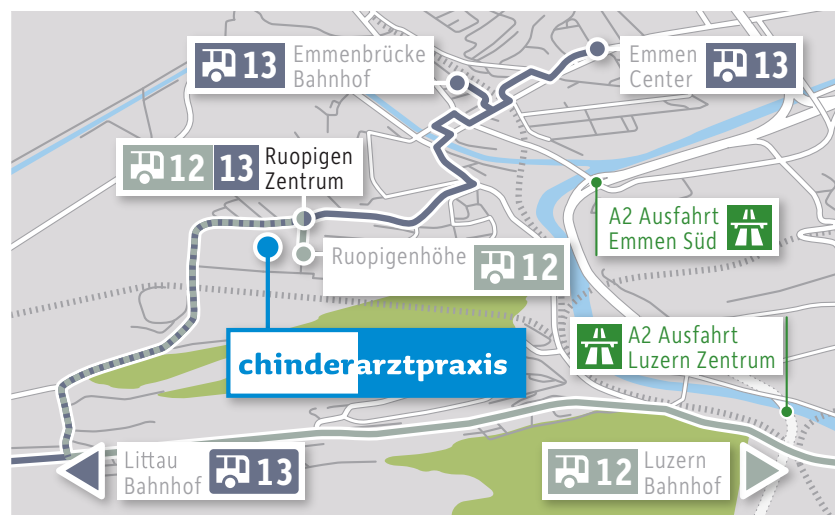 13 Emmenbrücke
Bahnhof
Emmen
Center 13
12 13 Ruopigen
Zentrum
A2 Ausfahrt
Emmen Süd
Ruopigenhöhe 12
A2 Ausfahrt
Luzern Zentrum
chinderarztpraxis
Littau
Bahnhof 13
12 Luzern
Bahnhof